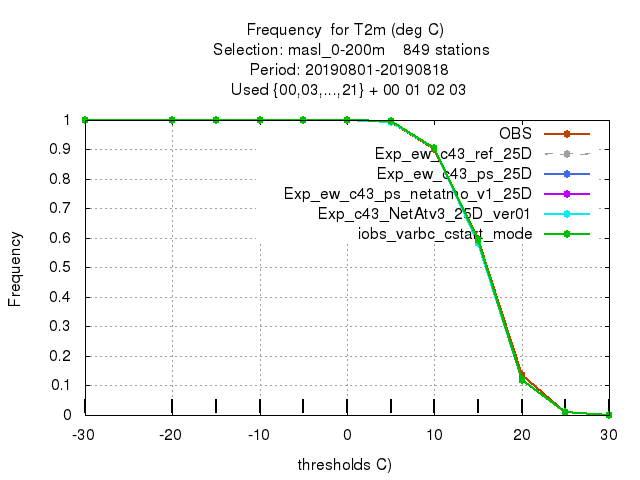 Frequency  for T2m (deg C)
Selection: masl_0-200m    849 stations
Period: 20190801-20190818
Used {00,03,...,21} + 00 01 02 03
OBS
Exp_ew_c43_ref_25D
Exp_ew_c43_ps_25D
Exp_ew_c43_ps_netatmo_v1_25D
Exp_c43_NetAtv3_25D_ver01
iobs_varbc_cstart_mode
1
0.9
0.8
0.7
0.6
0.5
0.4
0.3
0.2
0.1
0
Frequency
-30 -20 -10 0 10 20 30
thresholds C)